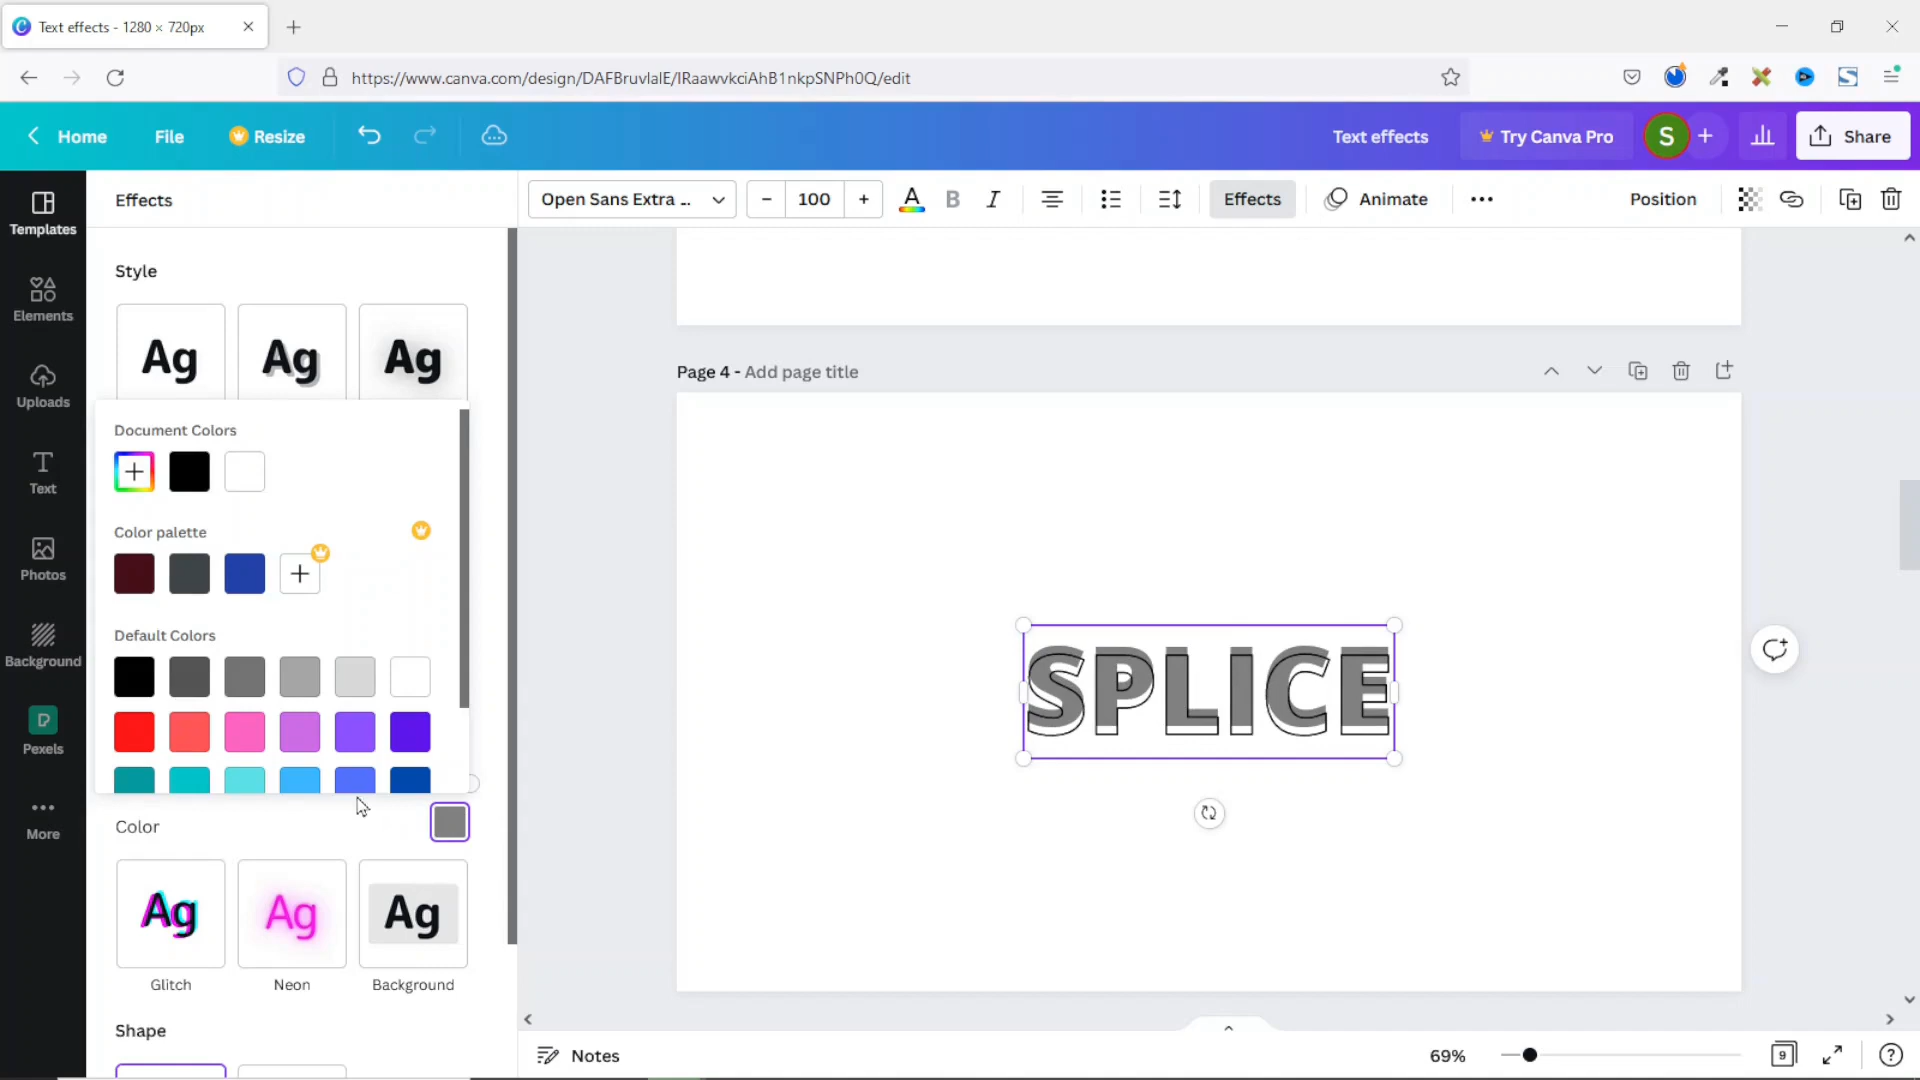 Text effects - 1280 × 720px
https://www.canva.com/design/DAFBruvlaIE/IRaawvkciAhB1nkpSNPh0Q/edit
Home File Resize Text effects Try Canva Pro S Share
Templates
Elements
Uploads
Text
Photos
Background
Pexels
More
Effects
Style
Ag Ag Ag
Document Colors
Color palette
Default Colors
Color
Ag Ag Ag
Glitch Neon Background
Shape
Open Sans Extra ... 100 A B I Effects Animate Position
Page 4 - Add page title
SPLICE
Notes 69% 9